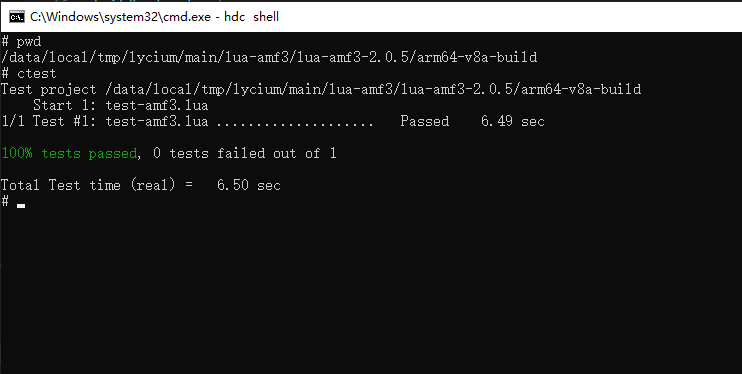 C:\Windows\system32\cmd.exe - hdc shell
# pwd
/data/local/tmp/lycium/main/lua-amf3/lua-amf3-2.0.5/arm64-v8a-build
# ctest
Test project /data/local/tmp/lycium/main/lua-amf3/lua-amf3-2.0.5/arm64-v8a-build
    Start 1: test-amf3.lua
1/1 Test #1: test-amf3.lua ....................   Passed    6.49 sec
100% tests passed, 0 tests failed out of 1
Total Test time (real) =   6.50 sec
#